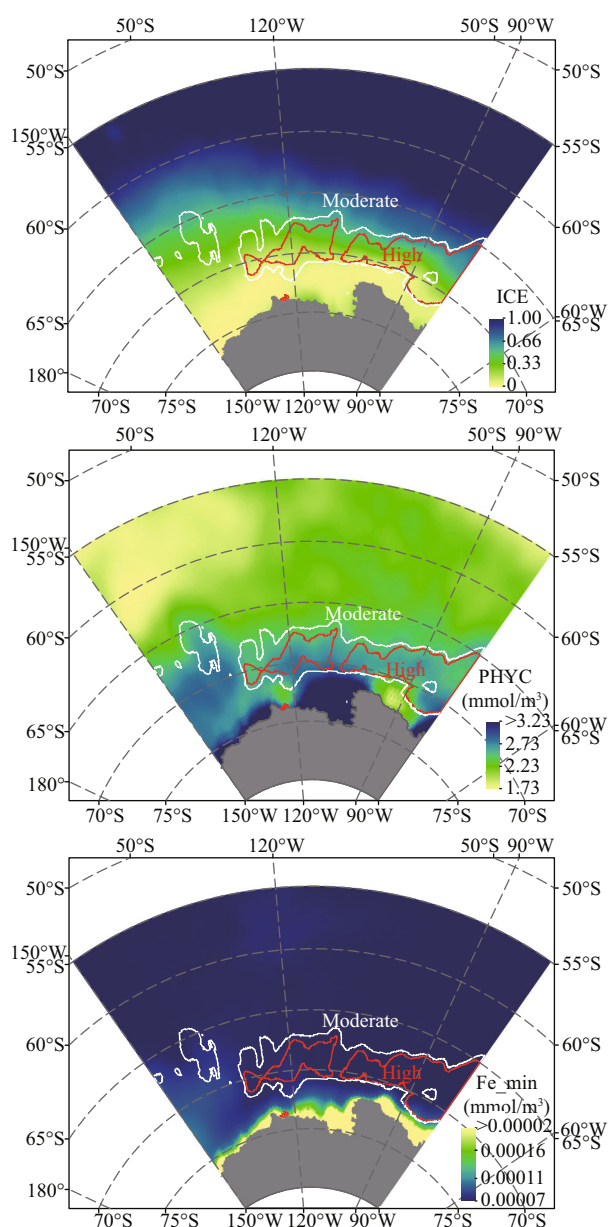 50°S 120°W 50°S 90°W
50°S 50°S
150°W
55°S 55°S
Moderate
60°S 60°S
High
ICE
1.00
0.66
0.33
0
65°S 60°W
65°S
180°
70°S 75°S 150°W 120°W 90°W 75°S 70°S
50°S 120°W 50°S 90°W
50°S 50°S
150°W
55°S 55°S
Moderate
60°S 60°S
High
PHYC
(mmol/m³)
>3.23
2.73
2.23
1.73
65°S 60°W
65°S
180°
70°S 75°S 150°W 120°W 90°W 75°S 70°S
50°S 120°W 50°S 90°W
50°S 50°S
150°W
55°S 55°S
Moderate
60°S 60°S
High
Fe_min
(mmol/m³)
>0.00002
0.00016
0.00011
0.00007
65°S 60°W
65°S
180°
70°S 75°S 150°W 120°W 90°W 75°S 70°S